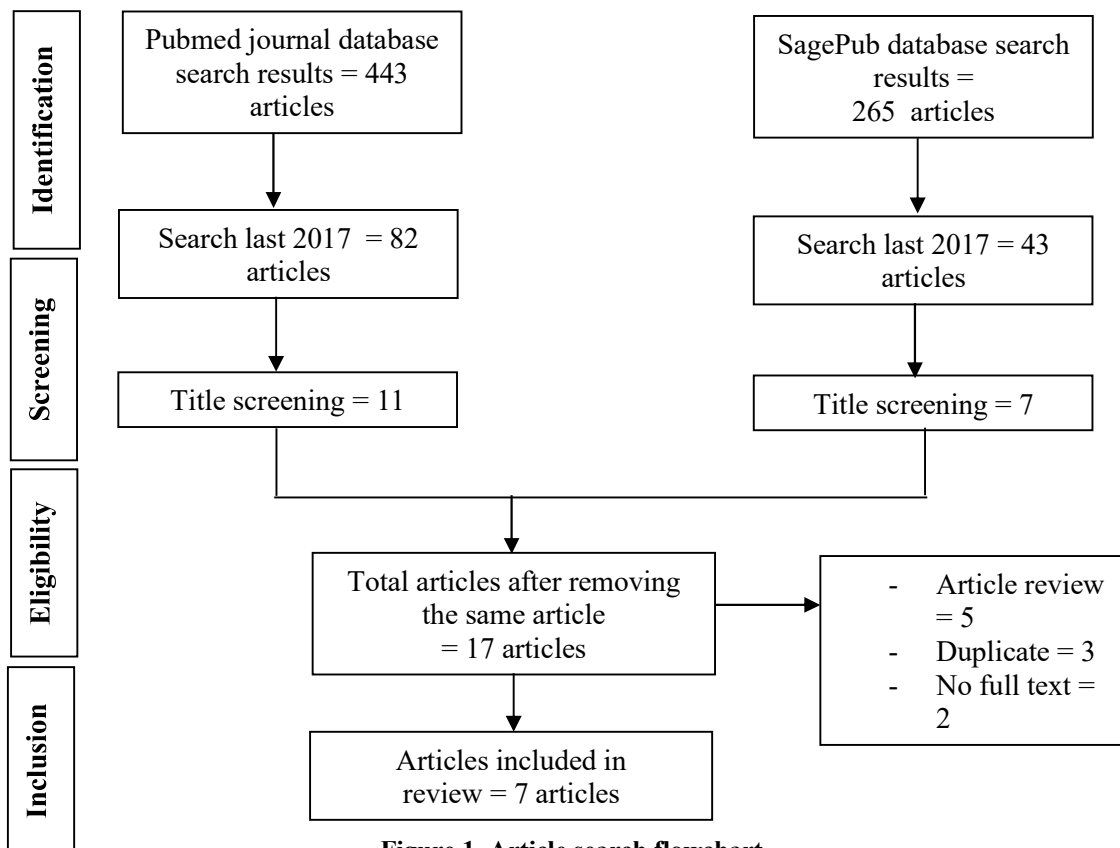 Identification
Pubmed journal database
search results = 443
articles
SagePub database search
results =
265 articles
Search last 2017 = 82
articles
Search last 2017 = 43
articles
Screening
Title screening = 11
Title screening = 7
Eligibility
Total articles after removing
the same article
= 17 articles
- Article review
= 5
- Duplicate = 3
- No full text =
2
Inclusion
Articles included in
review = 7 articles
Figure 1. Article search flowchart